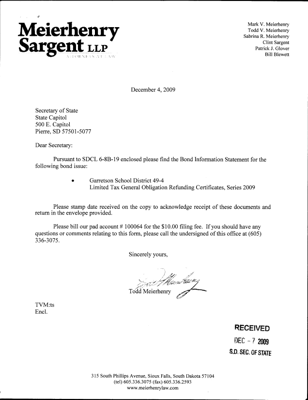 Meierhenry
Sargent LLP
Mark V. Meierhenry
Todd V. Meierhenry
Sabrina R. Meierhenry
Clint Sargent
Patrick J. Glover
Bill Blewett
December 4, 2009
Secretary of State
State Capitol
500 E. Capitol
Pierre, SD 57501-5077
Dear Secretary:
Pursuant to SDCL 6-8B-19 enclosed please find the Bond Information Statement for the
following bond issue:
• Garretson School District 49-4
Limited Tax General Obligation Refunding Certificates, Series 2009
Please stamp date received on the copy to acknowledge receipt of these documents and
return in the envelope provided.
Please bill our pad account # 100064 for the $10.00 filing fee. If you should have any
questions or comments relating to this form, please call the undersigned of this office at (605)
336-3075.
Sincerely yours,
Todd Meierhenry
TVM:tn
Encl.
RECEIVED
DEC - 7 2009
S.D. SEC. OF STATE
315 South Phillips Avenue, Sioux Falls, South Dakota 57104
(tel) 605.336.3075 (fax) 605.336.2593
www.meierhenrylaw.com